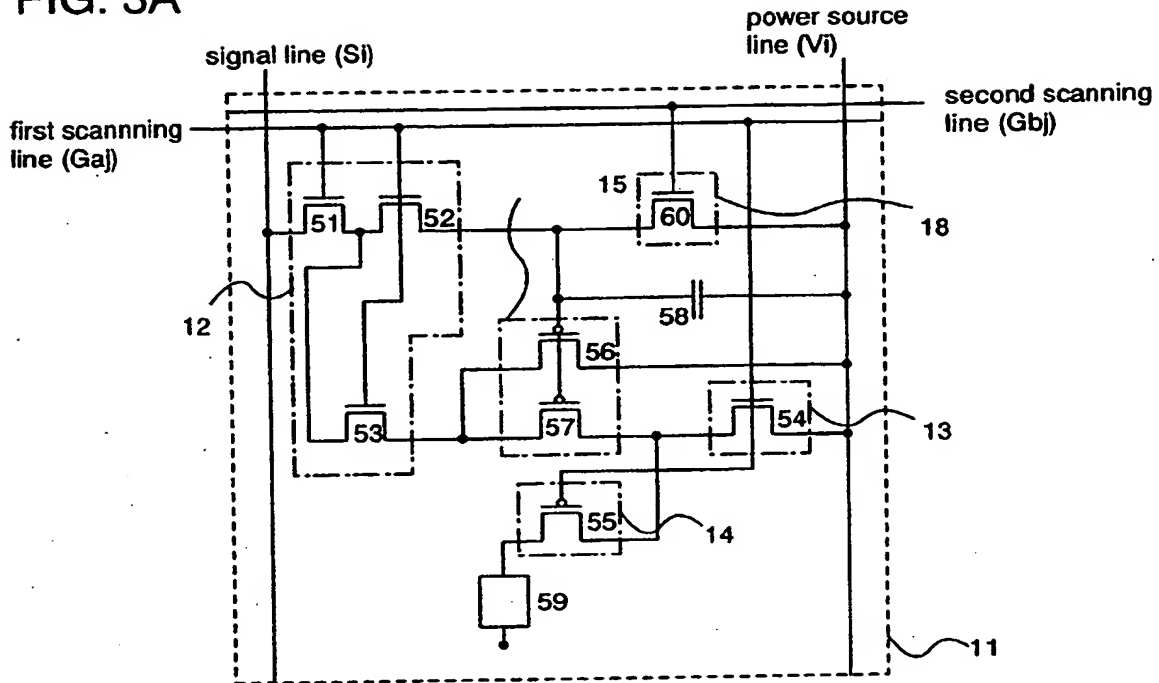 FIG. 3A
power source
line (Vi)
signal line (Si)
second scanning
line (Gbj)
first scannning
line (Gaj)
15
51
52
60
18
12
58
56
53
57
54
13
55
14
59
11